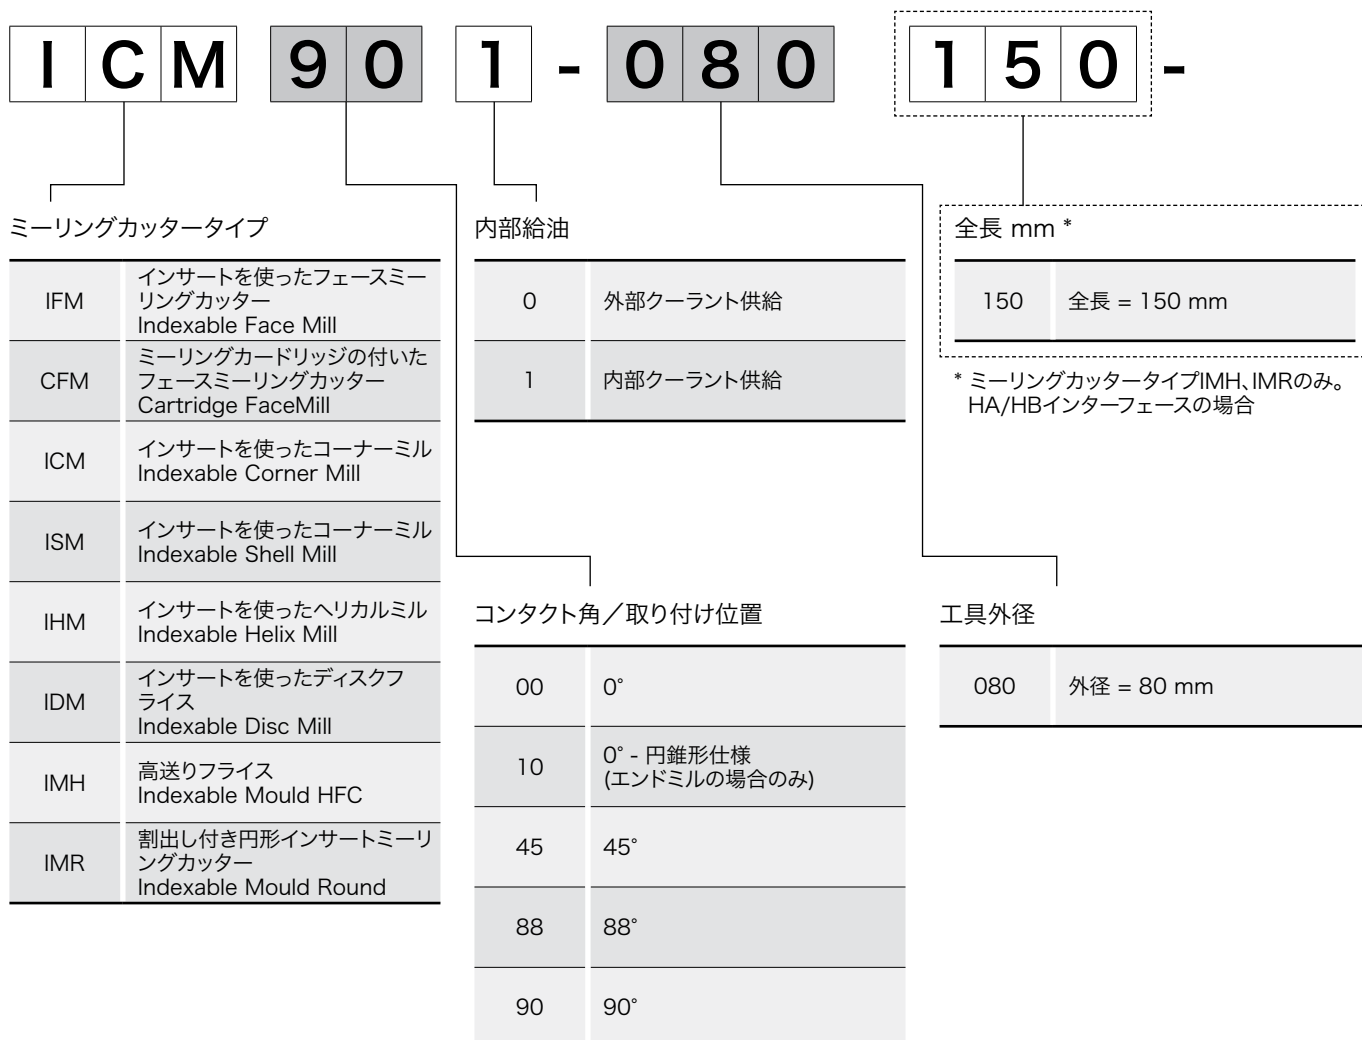 ICM 90 1 - 080 150 -
ミーリングカッタータイプ
IFM
インサートを使ったフェースミー
リングカッター
Indexable Face Mill
CFM
ミーリングカードリッジの付いた
フェースミーリングカッター
Cartridge FaceMill
ICM
インサートを使ったコーナーミル
Indexable Corner Mill
ISM
インサートを使ったコーナーミル
Indexable Shell Mill
IHM
インサートを使ったヘリカルミル
Indexable Helix Mill
IDM
インサートを使ったディスクフ
ライス
Indexable Disc Mill
IMH
高送りフライス
Indexable Mould HFC
IMR
割出し付き円形インサートミーリ
ングカッター
Indexable Mould Round
内部給油
0 外部クーラント供給
1 内部クーラント供給
コンタクト角／取り付け位置
00 0°
10
0° - 円錐形仕様
(エンドミルの場合のみ)
45 45°
88 88°
90 90°
全長 mm *
150 全長 = 150 mm
* ミーリングカッタータイプIMH、IMRのみ。
HA/HBインターフェースの場合
工具外径
080 外径 = 80 mm